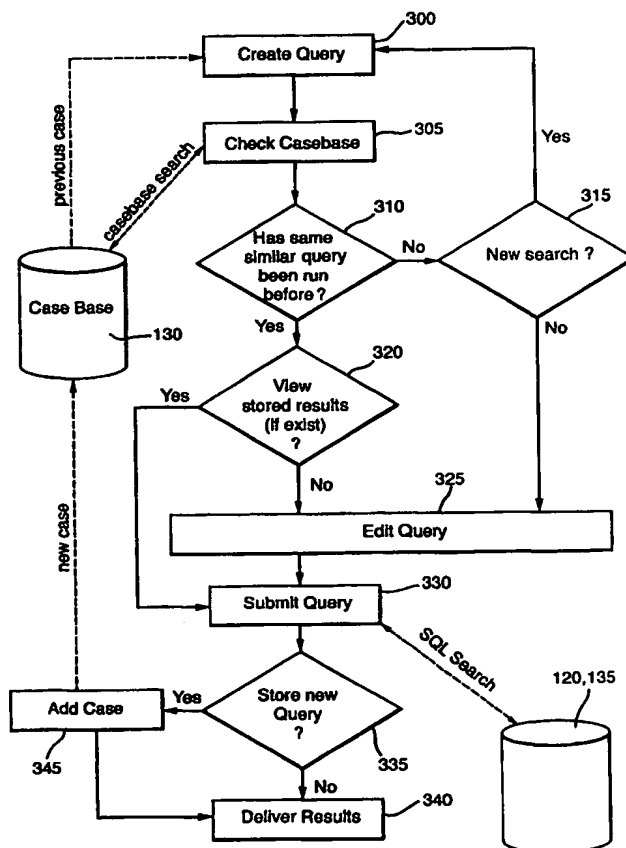 300
Create Query
305
Check Casebase
Yes
previous case
casebase search
310
315
Has same
similar query
been run
before ?
No
New search ?
Case Base
130
Yes
No
320
Yes
View
stored results
(if exist)
?
No
325
Edit Query
new case
330
Submit Query
SQL Search
120,135
Add Case
Yes
Store new
Query
?
345
335
No
340
Deliver Results